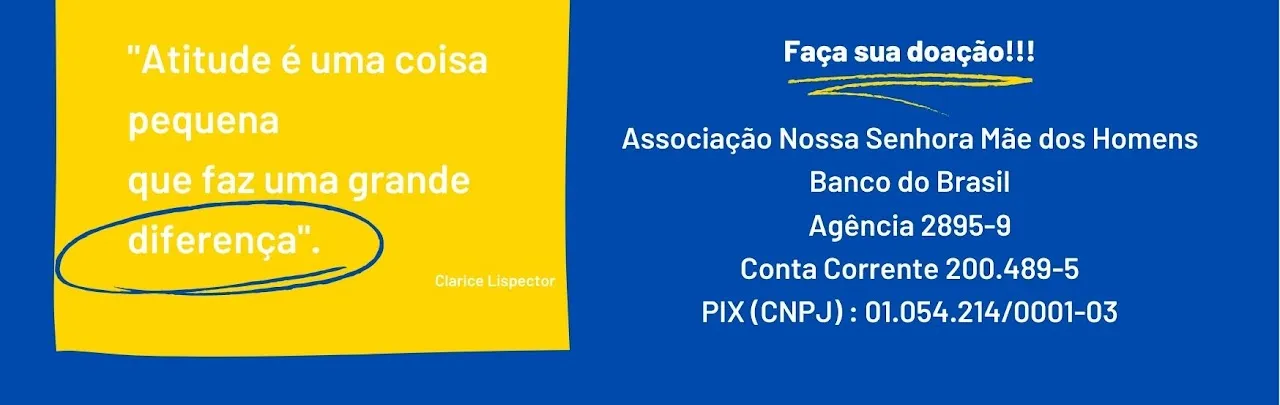 "Atitude é uma coisa
pequena
que faz uma grande
diferença".
Clarice Lispector
Faça sua doação!!!
Associação Nossa Senhora Mãe dos Homens
Banco do Brasil
Agência 2895-9
Conta Corrente 200.489-5
PIX (CNPJ) : 01.054.214/0001-03